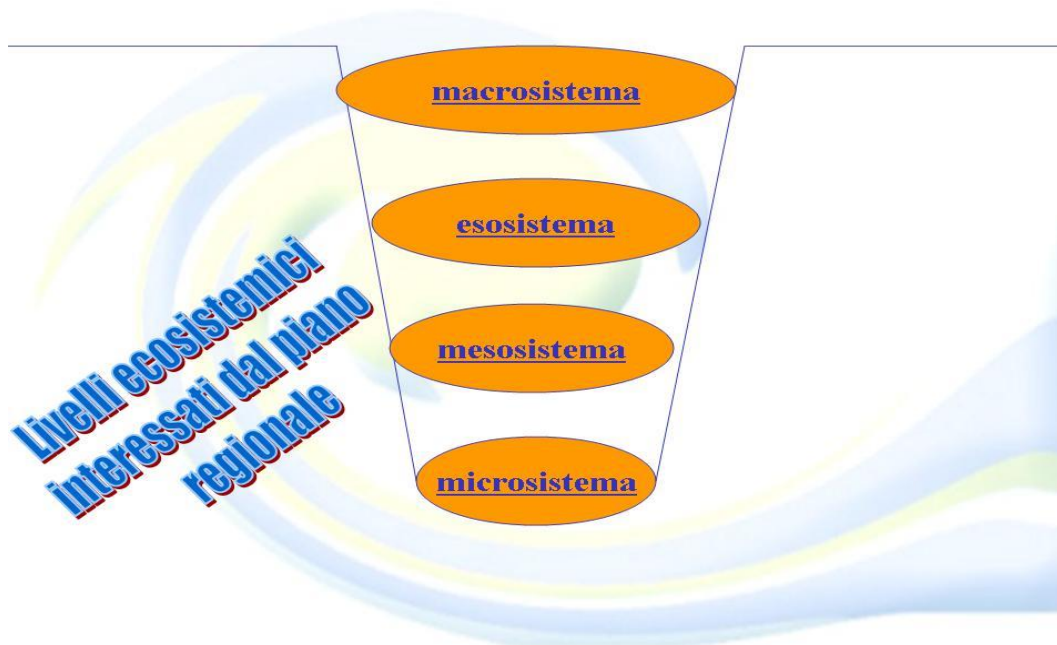 macrosistema
esosistema
mesosistema
microsistema
Livelli ecosistemici
interessati dal piano
regionale